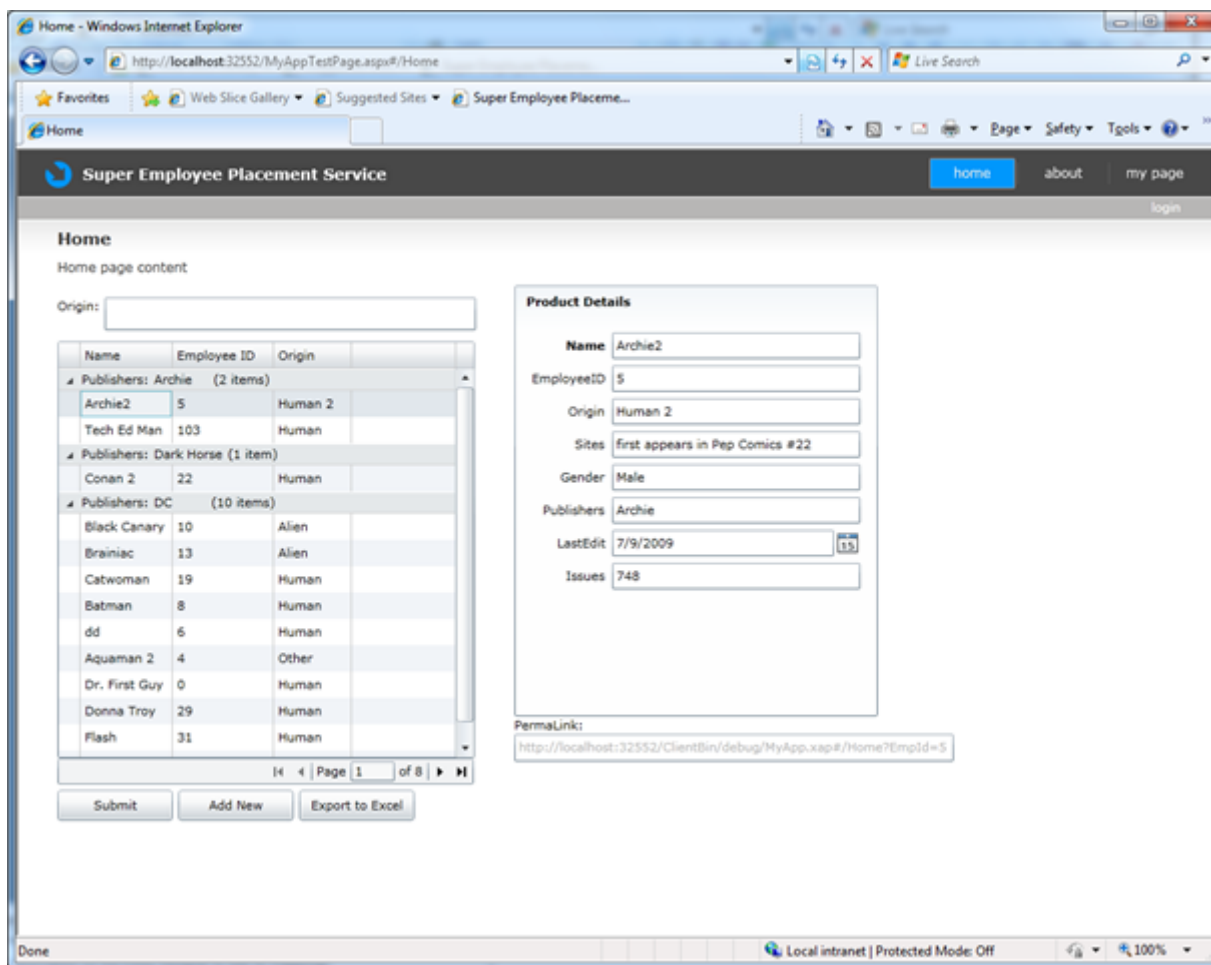 Home - Windows Internet Explorer
http://localhost:32552/MyAppTestPage.aspx#/Home
Live Search
Favorites Web Slice Gallery Suggested Sites Super Employee Placeme...
Home
Page Safety Tools
Super Employee Placement Service
home about my page
login
Home
Home page content
Origin:
Name Employee ID Origin
Publishers: Archie (2 items)
Archie2 5 Human 2
Tech Ed Man 103 Human
Publishers: Dark Horse (1 item)
Conan 2 22 Human
Publishers: DC (10 items)
Black Canary 10 Alien
Brainiac 13 Alien
Catwoman 19 Human
Batman 8 Human
dd 6 Human
Aquaman 2 4 Other
Dr. First Guy 0 Human
Donna Troy 29 Human
Flash 31 Human
Page 1 of 8
Submit Add New Export to Excel
Product Details
Name Archie2
EmployeeID 5
Origin Human 2
Sites first appears in Pep Comics #22
Gender Male
Publishers Archie
LastEdit 7/9/2009 15
Issues 748
PermaLink:
http://localhost:32552/ClientBin/debug/MyApp.xap#/Home?EmpId=5
Done Local intranet | Protected Mode: Off 100%